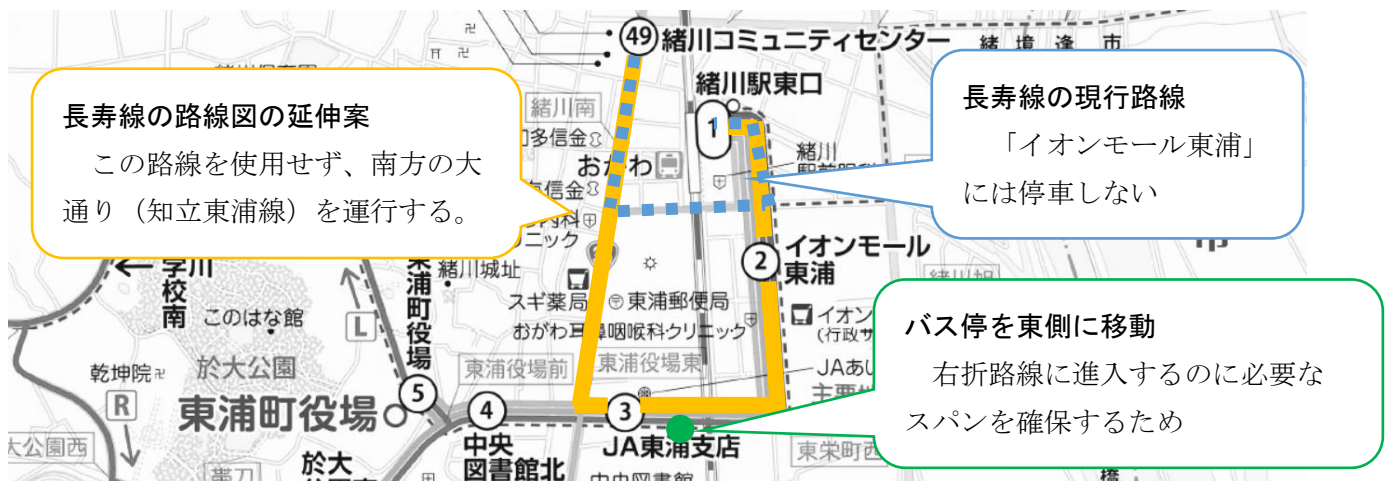 49
緒川コミュニティセンター
緒川駅東口
1
緒川南
おがわ
緒川
長寿線の路線図の延伸案
この路線を使用せず、南方の大
通り（知立東浦線）を運行する。
長寿線の現行路線
「イオンモール東浦」
には停車しない
2
イオンモール
東浦
学校南
このはな館
L
東浦町役場
緒川城址
スギ薬局
東浦郵便局
おがわ耳鼻咽喉科クリニック
イオン
バス停を東側に移動
右折路線に進入するのに必要な
スパンを確保するため
乾坤院
於大公園
R
東浦町役場
5
東浦役場前
東浦役場東
4
3
中央
図書館北
JA東浦支店
東栄町西
大公園西
於大